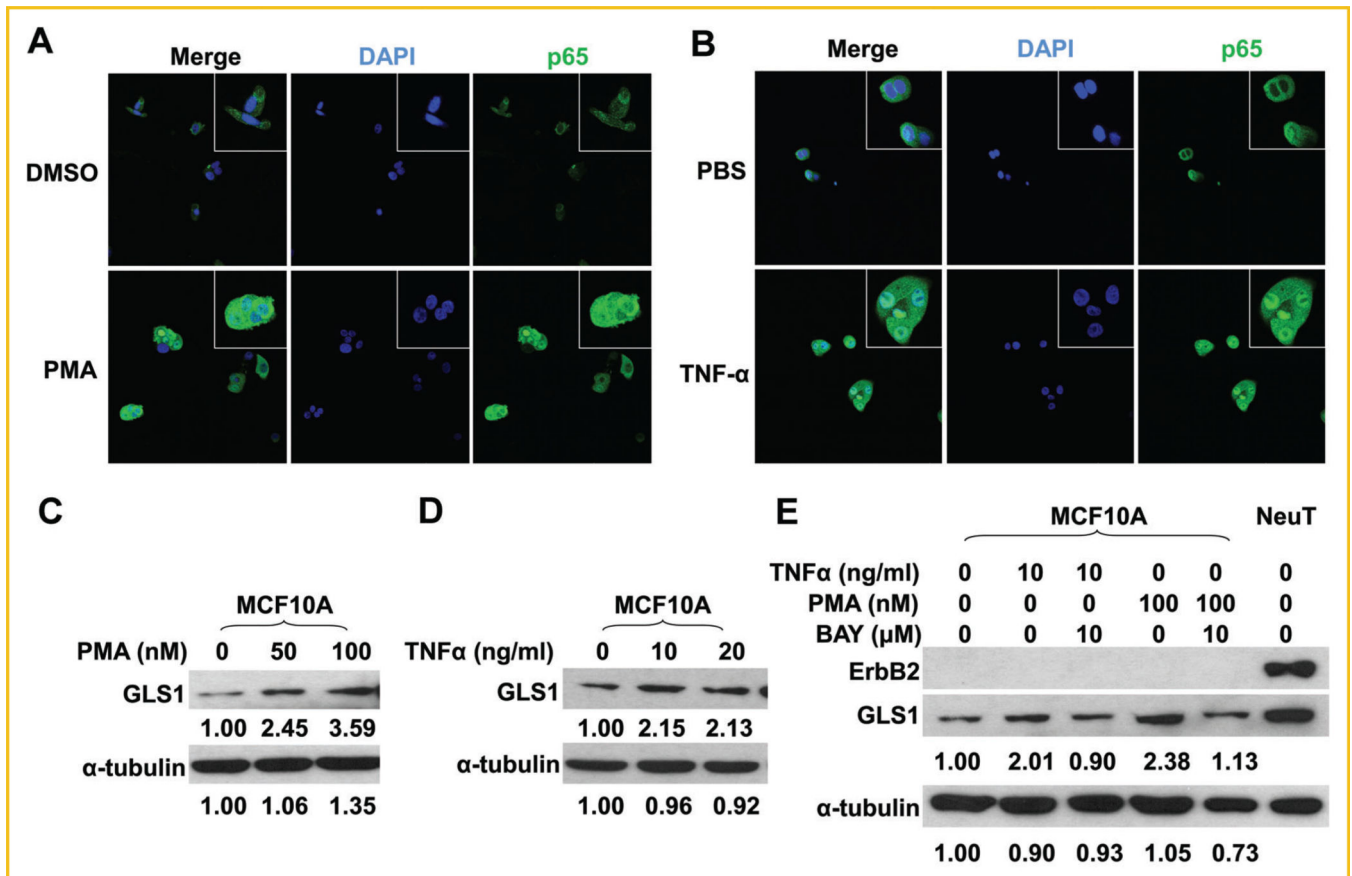 A
Merge DAPI p65
DMSO
PMA
B
Merge DAPI p65
PBS
TNF-α
C
MCF10A
PMA (nM) 0 50 100
GLS1
1.00 2.45 3.59
α-tubulin
1.00 1.06 1.35
D
MCF10A
TNFα (ng/ml) 0 10 20
GLS1
1.00 2.15 2.13
α-tubulin
1.00 0.96 0.92
E
MCF10A NeuT
TNFα (ng/ml) 0 10 10 0 0 0
PMA (nM) 0 0 0 100 100 0
BAY (µM) 0 0 10 0 10 0
ErbB2
GLS1
1.00 2.01 0.90 2.38 1.13
α-tubulin
1.00 0.90 0.93 1.05 0.73